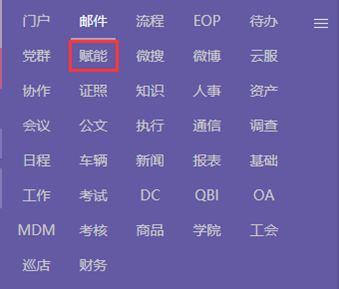 门户 邮件 流程 EOP 待办
党群 赋能 微搜 微博 云服
协作 证照 知识 人事 资产
会议 公文 执行 通信 调查
日程 车辆 新闻 报表 基础
工作 考试 DC QBI OA
MDM 考核 商品 学院 工会
巡店 财务